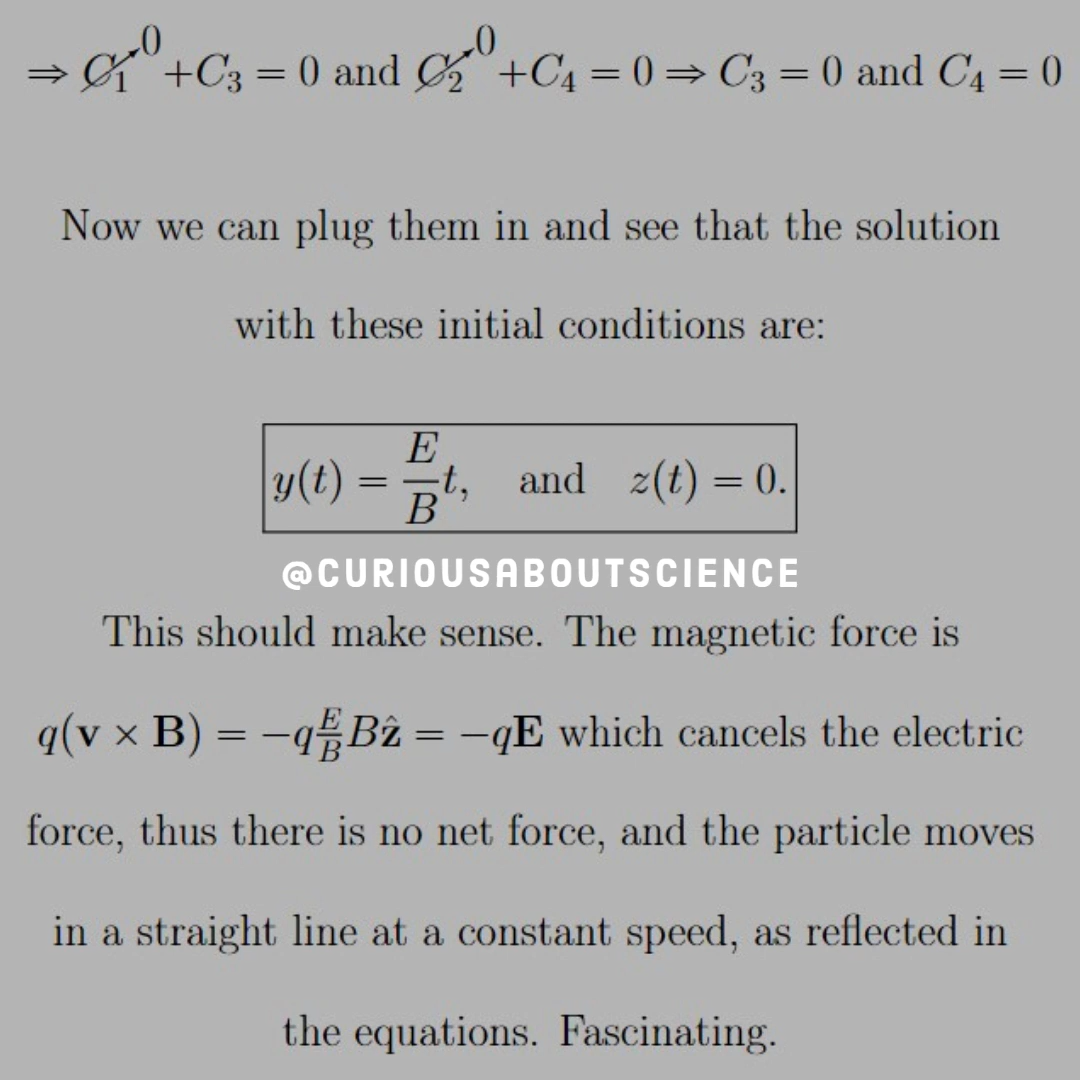 ⇒ C₁⁰ + C₃ = 0 and C₂⁰ + C₄ = 0 ⇒ C₃ = 0 and C₄ = 0
Now we can plug them in and see that the solution
with these initial conditions are:
y(t) = E/B t, and z(t) = 0.
@CURIOUSABOUTSCIENCE
This should make sense. The magnetic force is
q(v × B) = −q E/B B ẑ = −qE which cancels the electric
force, thus there is no net force, and the particle moves
in a straight line at a constant speed, as reflected in
the equations. Fascinating.